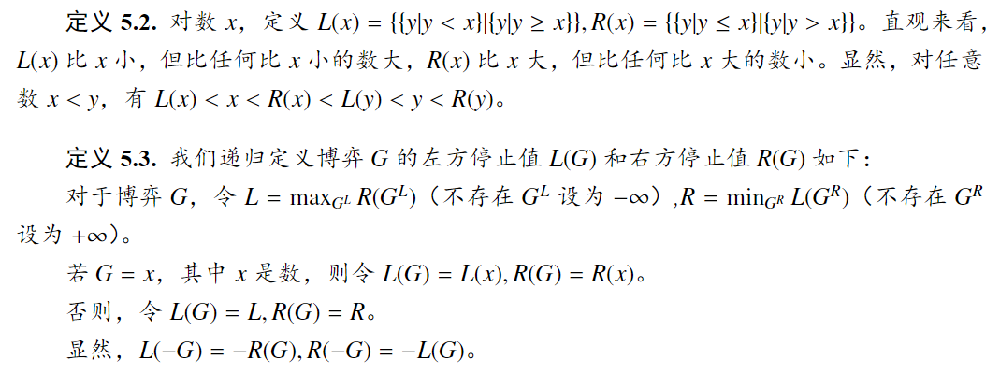 定义 5.2. 对数 x，定义 L(x) = {{y|y < x}|{y|y ≥ x}}, R(x) = {{y|y ≤ x}|{y|y > x}}。直观来看，
L(x) 比 x 小，但比任何比 x 小的数大，R(x) 比 x 大，但比任何比 x 大的数小。显然，对任意
数 x < y，有 L(x) < x < R(x) < L(y) < y < R(y)。
定义 5.3. 我们递归定义博弈 G 的左方停止值 L(G) 和右方停止值 R(G) 如下：
对于博弈 G，令 L = max_{G^L} R(G^L)（不存在 G^L 设为 −∞）,R = min_{G^R} L(G^R)（不存在 G^R
设为 +∞）。
若 G = x，其中 x 是数，则令 L(G) = L(x), R(G) = R(x)。
否则，令 L(G) = L, R(G) = R。
显然，L(−G) = −R(G), R(−G) = −L(G)。